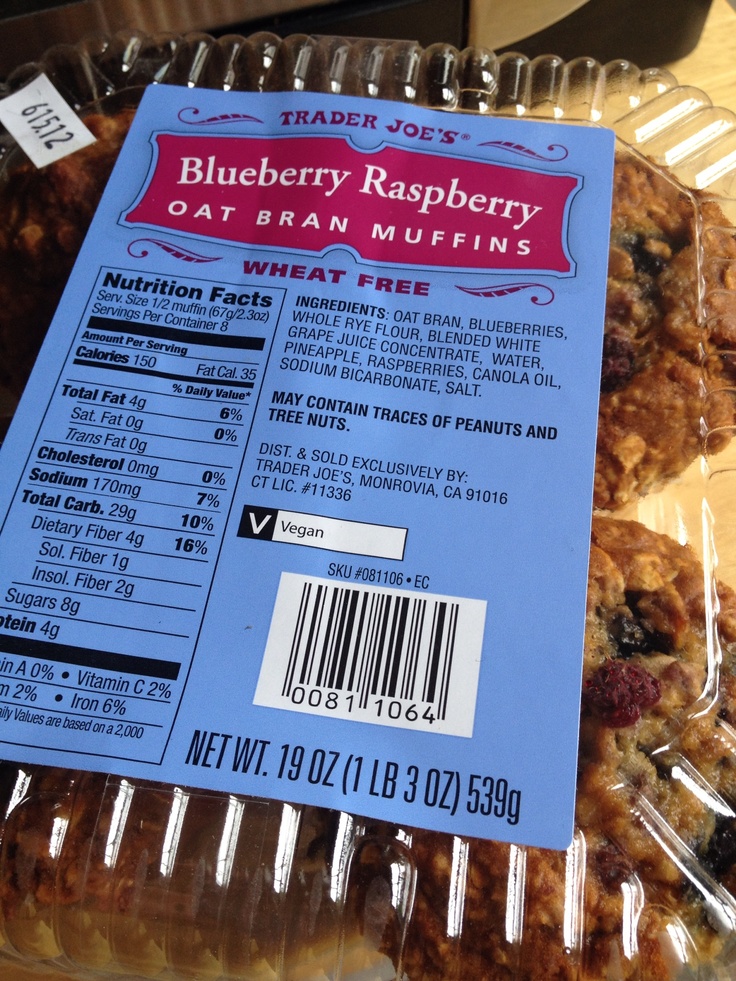 61512
TRADER JOE'S®
Blueberry Raspberry
OAT BRAN MUFFINS
WHEAT FREE
Nutrition Facts
Serv. Size 1/2 muffin (67g/2.3oz)
Servings Per Container 8
Amount Per Serving
Calories 150 Fat Cal. 35
% Daily Value*
Total Fat 4g 6%
Sat. Fat 0g 0%
Trans Fat 0g
Cholesterol 0mg 0%
Sodium 170mg 7%
Total Carb. 29g 10%
Dietary Fiber 4g 16%
Sol. Fiber 1g
Insol. Fiber 2g
Sugars 8g
otein 4g
in A 0% • Vitamin C 2%
m 2% • Iron 6%
aily Values are based on a 2,000
INGREDIENTS: OAT BRAN, BLUEBERRIES,
WHOLE RYE FLOUR, BLENDED WHITE
GRAPE JUICE CONCENTRATE, WATER,
PINEAPPLE, RASPBERRIES, CANOLA OIL,
SODIUM BICARBONATE, SALT.
MAY CONTAIN TRACES OF PEANUTS AND
TREE NUTS.
DIST. & SOLD EXCLUSIVELY BY:
TRADER JOE'S, MONROVIA, CA 91016
CT LIC. #11336
V Vegan
SKU #081106 • EC
0081 1064
NET WT. 19 OZ (1 LB 3 OZ) 539g